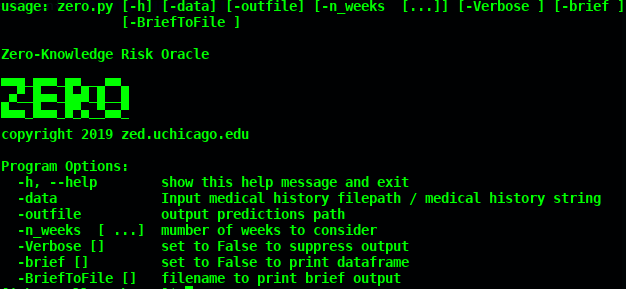 usage: zero.py [-h] [-data] [-outfile] [-n_weeks  [...]] [-Verbose ] [-brief ]
[-BriefToFile ]
Zero-Knowledge Risk Oracle
ZERO
copyright 2019 zed.uchicago.edu
Program Options:
-h, --help        show this help message and exit
-data             Input medical history filepath / medical history string
-outfile          output predictions path
-n_weeks  [ ...]  mumber of weeks to consider
-Verbose []       set to False to suppress output
-brief []         set to False to print dataframe
-BriefToFile []   filename to print brief output